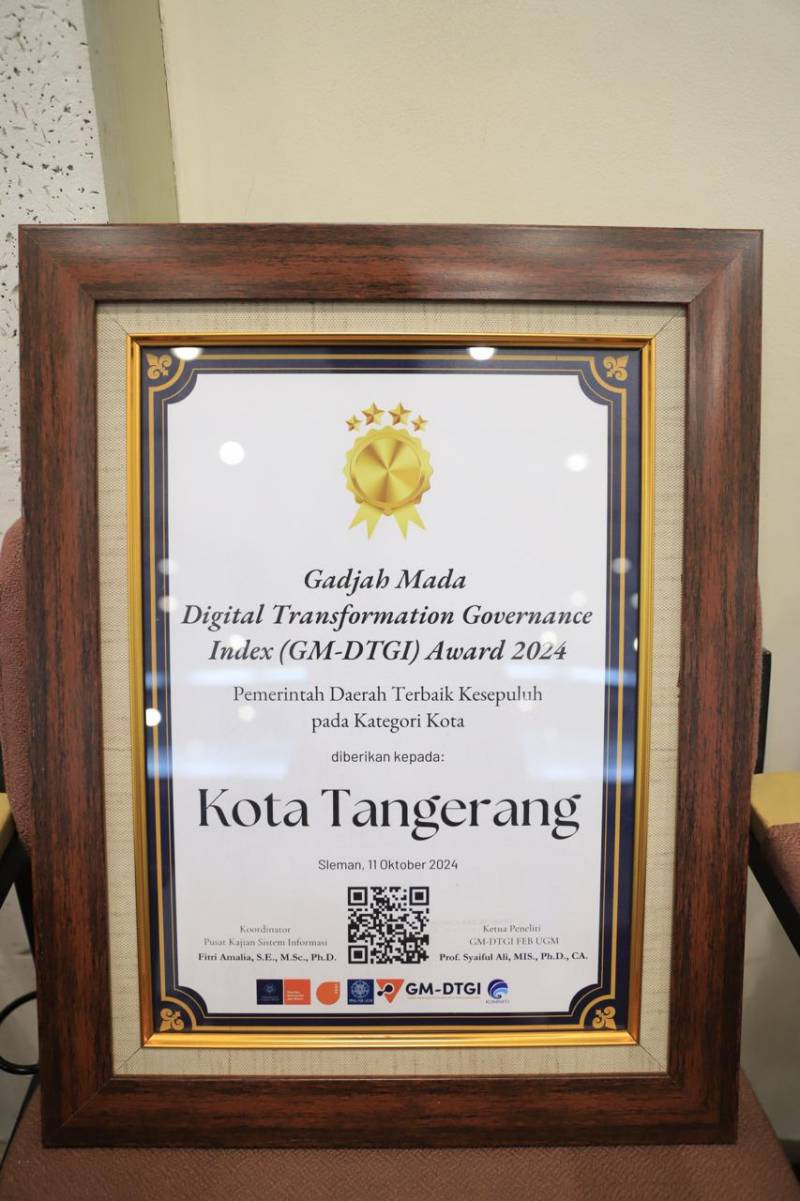 Gadjah Mada
Digital Transformation Governance
Index (GM-DTGI) Award 2024
Pemerintah Daerah Terbaik Kesepuluh
pada Kategori Kota
diberikan kepada:
Kota Tangerang
Sleman, 11 Oktober 2024
Koordinator
Pusat Kajian Sistem Informasi
Fitri Amalia, S.E., M.Sc., Ph.D.
Ketua Peneliti
GM-DTGI FEB UGM
Prof. Syaiful Ali, MIS., Ph.D., CA.
GM-DTGI
KOMINFO